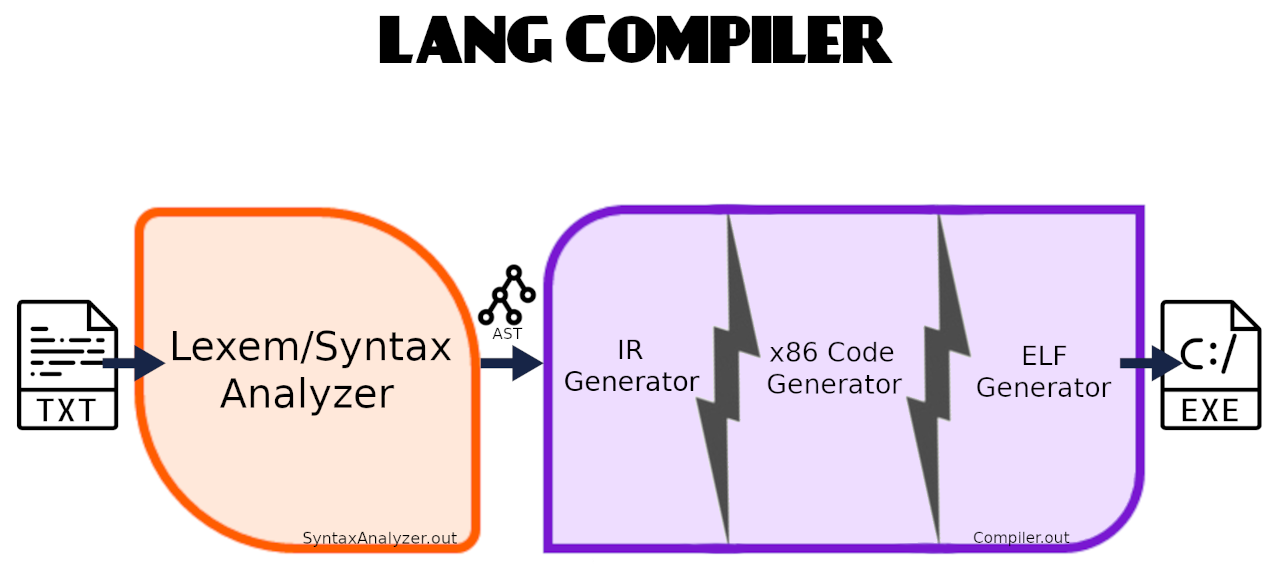 LANG COMPILER
TXT
Lexem/Syntax
Analyzer
SyntaxAnalyzer.out
AST
IR
Generator
x86 Code
Generator
ELF
Generator
Compiler.out
C:/
EXE